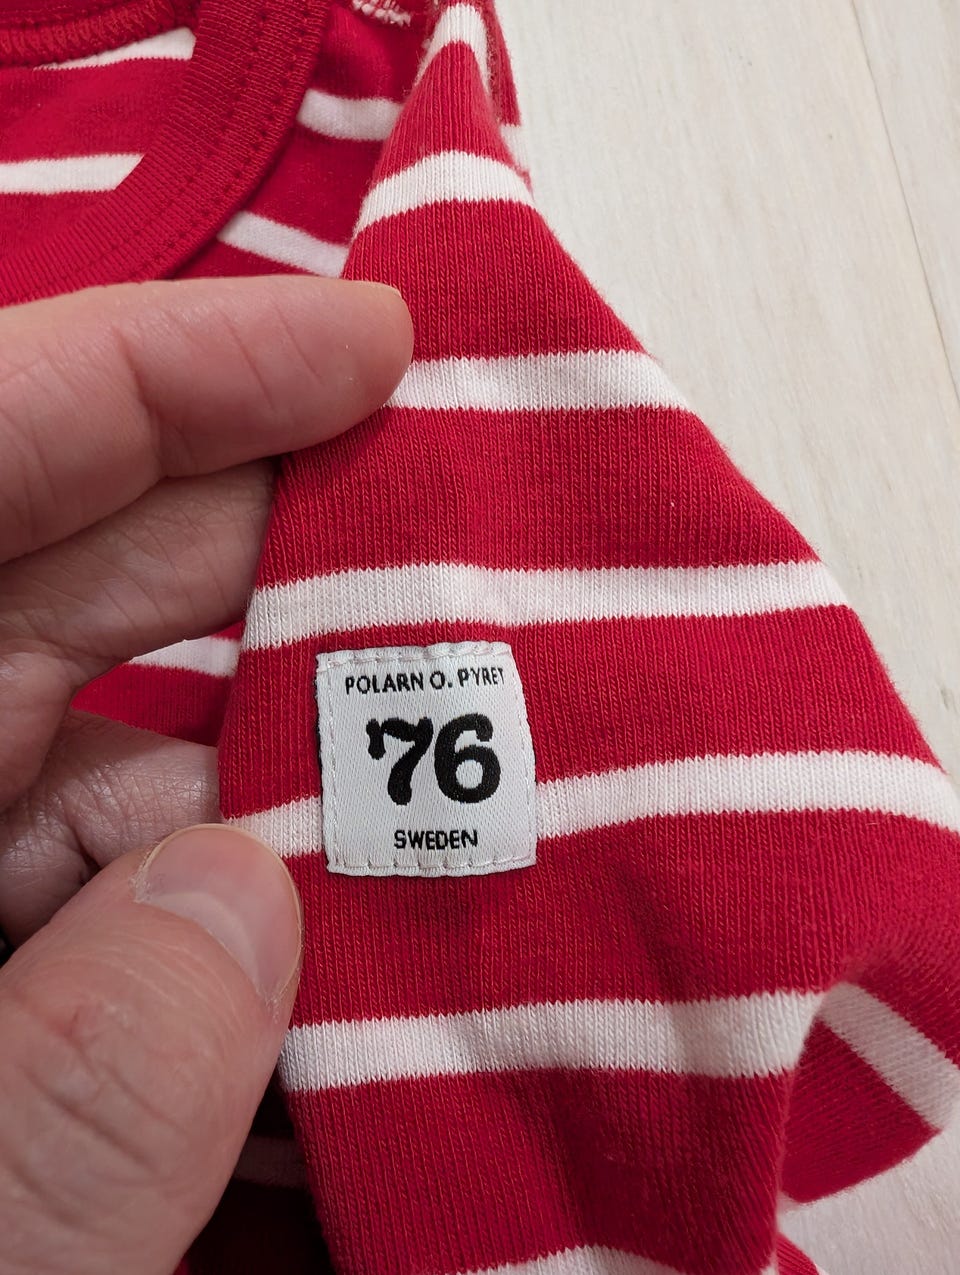 POLARN O. PYRET
'76
SWEDEN